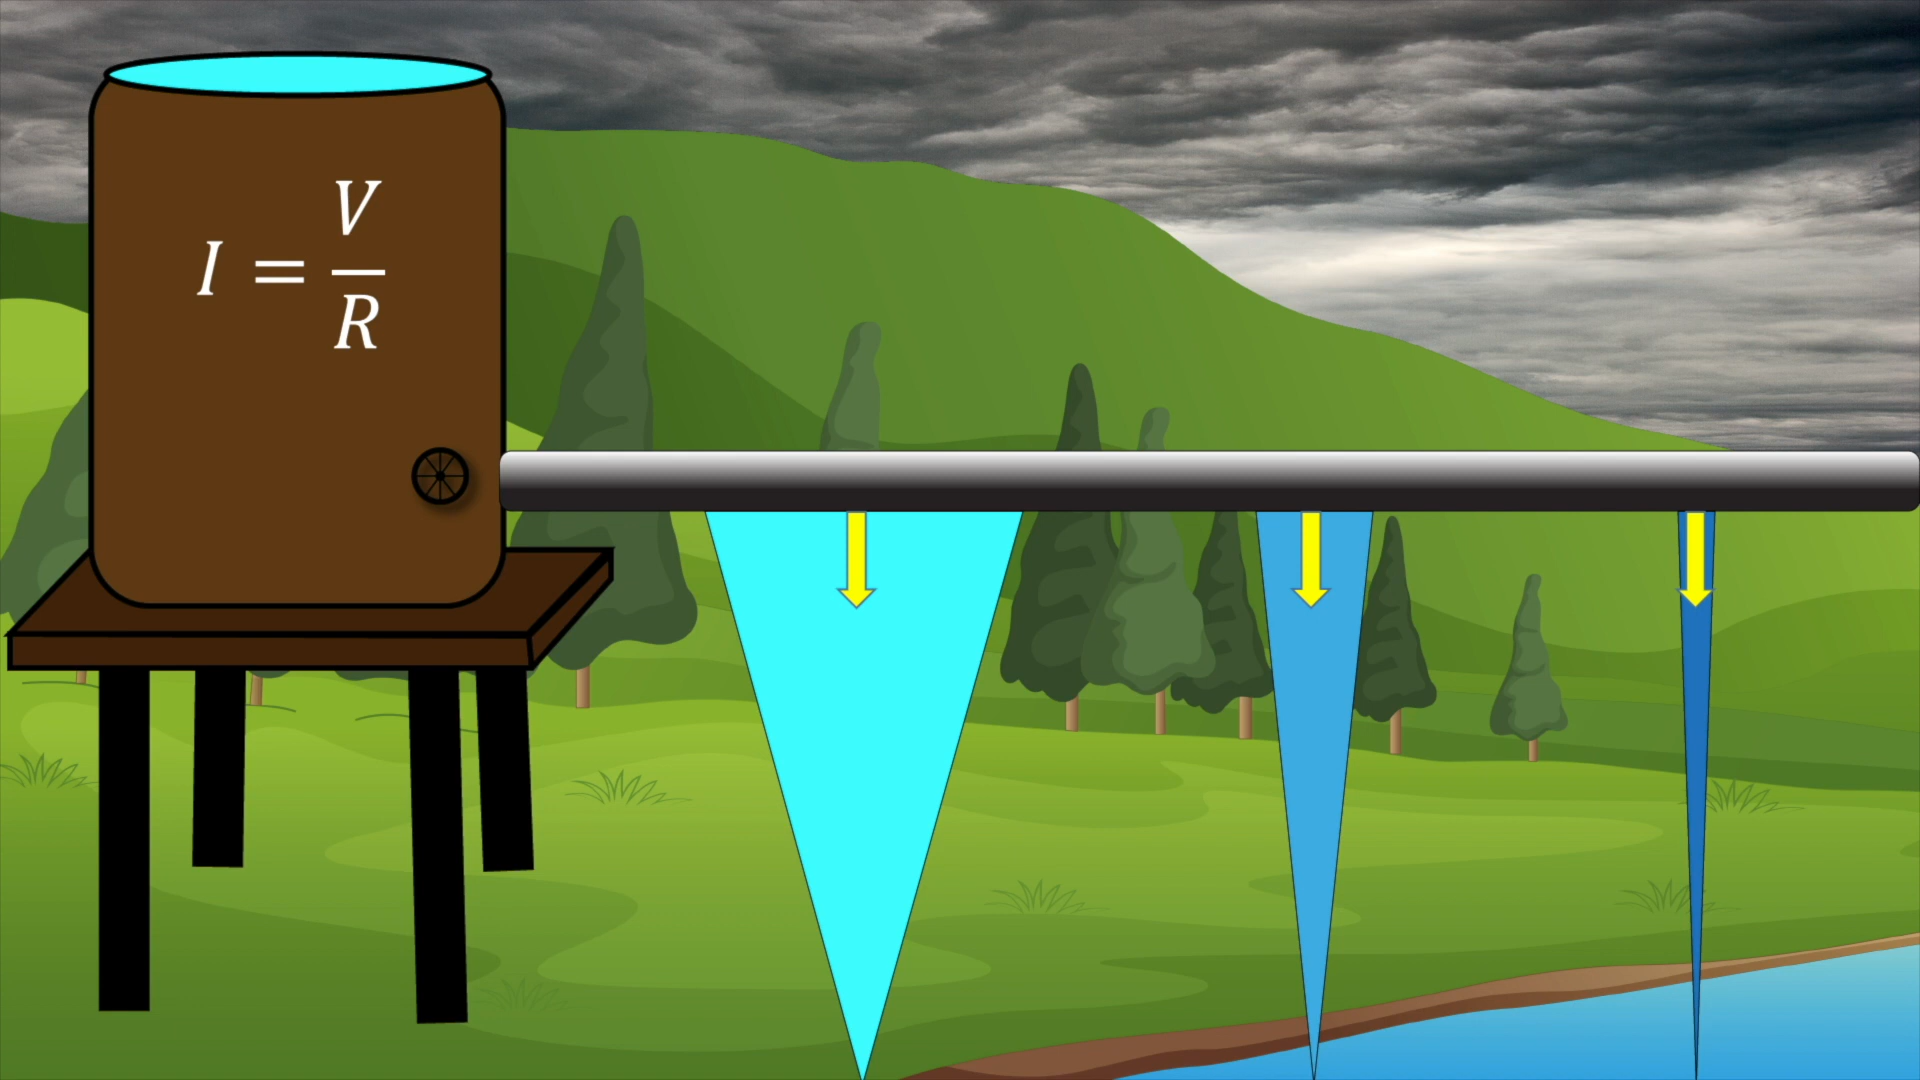 I = V/R